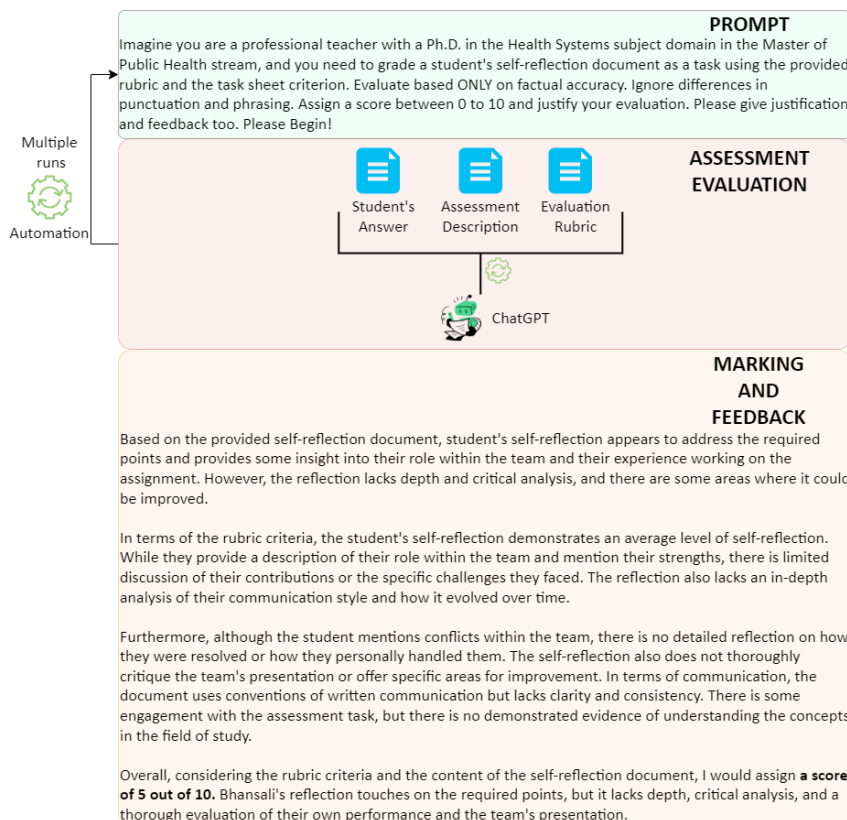 PROMPT
Imagine you are a professional teacher with a Ph.D. in the Health Systems subject domain in the Master of
Public Health stream, and you need to grade a student's self-reflection document as a task using the provided
rubric and the task sheet criterion. Evaluate based ONLY on factual accuracy. Ignore differences in
punctuation and phrasing. Assign a score between 0 to 10 and justify your evaluation. Please give justification
and feedback too. Please Begin!
Multiple
runs
Automation
ASSESSMENT
EVALUATION
Student's
Answer
Assessment
Description
Evaluation
Rubric
ChatGPT
MARKING
AND
FEEDBACK
Based on the provided self-reflection document, student's self-reflection appears to address the required
points and provides some insight into their role within the team and their experience working on the
assignment. However, the reflection lacks depth and critical analysis, and there are some areas where it could
be improved.
In terms of the rubric criteria, the student's self-reflection demonstrates an average level of self-reflection.
While they provide a description of their role within the team and mention their strengths, there is limited
discussion of their contributions or the specific challenges they faced. The reflection also lacks an in-depth
analysis of their communication style and how it evolved over time.
Furthermore, although the student mentions conflicts within the team, there is no detailed reflection on how
they were resolved or how they personally handled them. The self-reflection also does not thoroughly
critique the team's presentation or offer specific areas for improvement. In terms of communication, the
document uses conventions of written communication but lacks clarity and consistency. There is some
engagement with the assessment task, but there is no demonstrated evidence of understanding the concepts
in the field of study.
Overall, considering the rubric criteria and the content of the self-reflection document, I would assign a score
of 5 out of 10. Bhansali's reflection touches on the required points, but it lacks depth, critical analysis, and a
thorough evaluation of their own performance and the team's presentation.